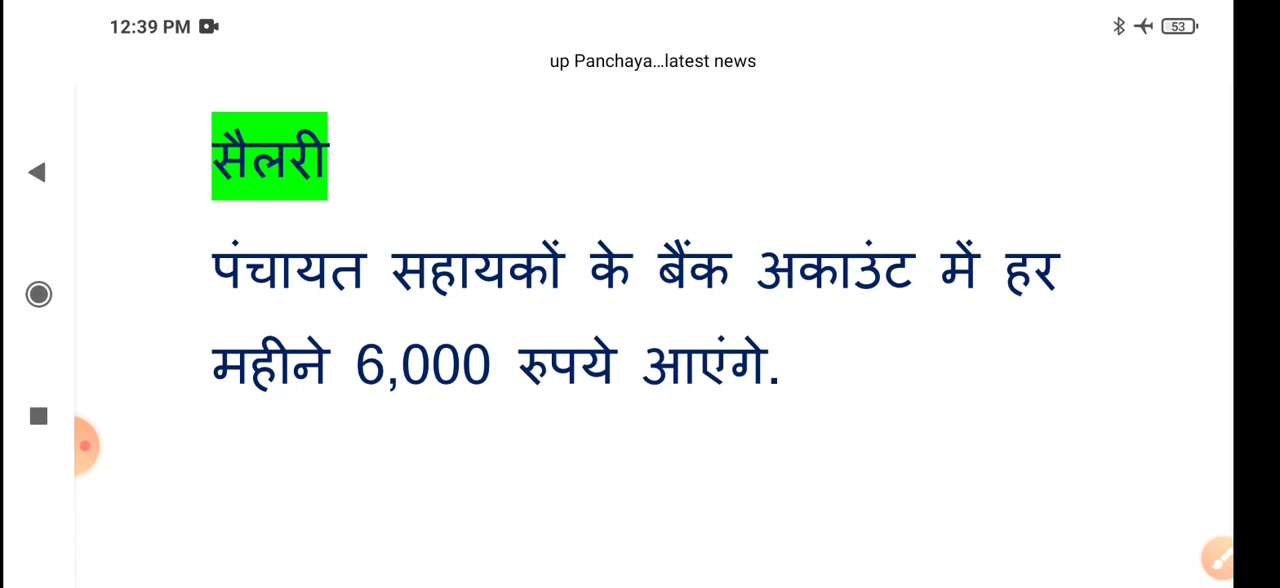 12:39 PM
53
up Panchaya...latest news
सैलरी
पंचायत सहायकों के बैंक अकाउंट में हर
महीने 6,000 रुपये आएंगे.